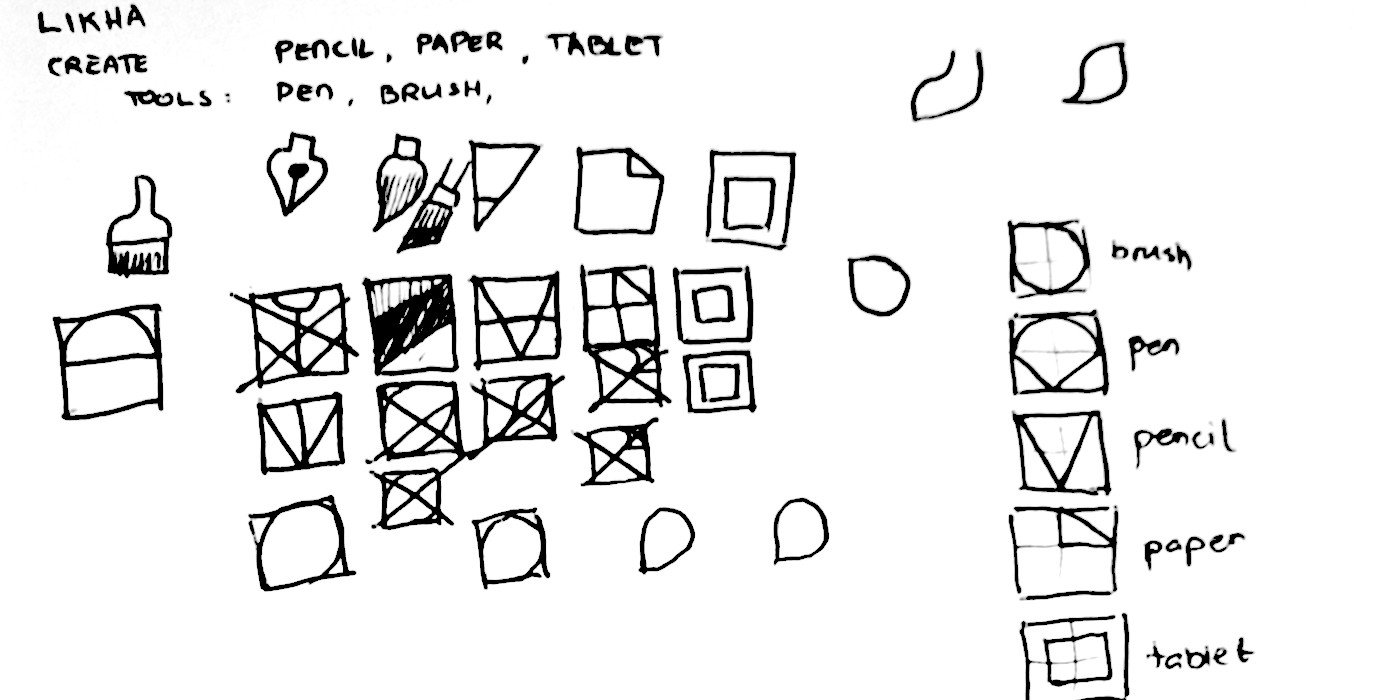 LIKHA
CREATE
PENCIL, PAPER, TABLET
TOOLS: PEN, BRUSH,
brush
pen
pencil
paper
tablet